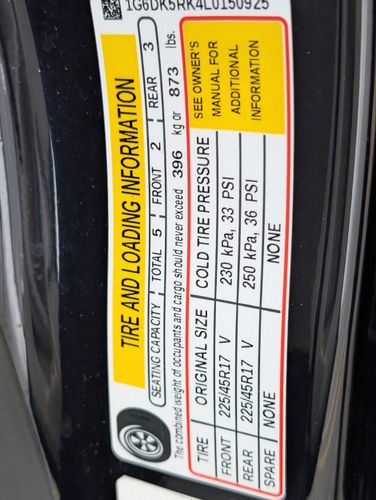 1G6DK5RK4L0150925
TIRE AND LOADING INFORMATION
SEATING CAPACITY TOTAL 5 FRONT 2 REAR 3
The combined weight of occupants and cargo should never exceed 396 kg or 873 lbs.
TIRE ORIGINAL SIZE COLD TIRE PRESSURE
FRONT 225/45R17 V 230 kPa, 33 PSI
REAR 225/45R17 V 250 kPa, 36 PSI
SPARE NONE NONE
SEE OWNER'S
MANUAL FOR
ADDITIONAL
INFORMATION